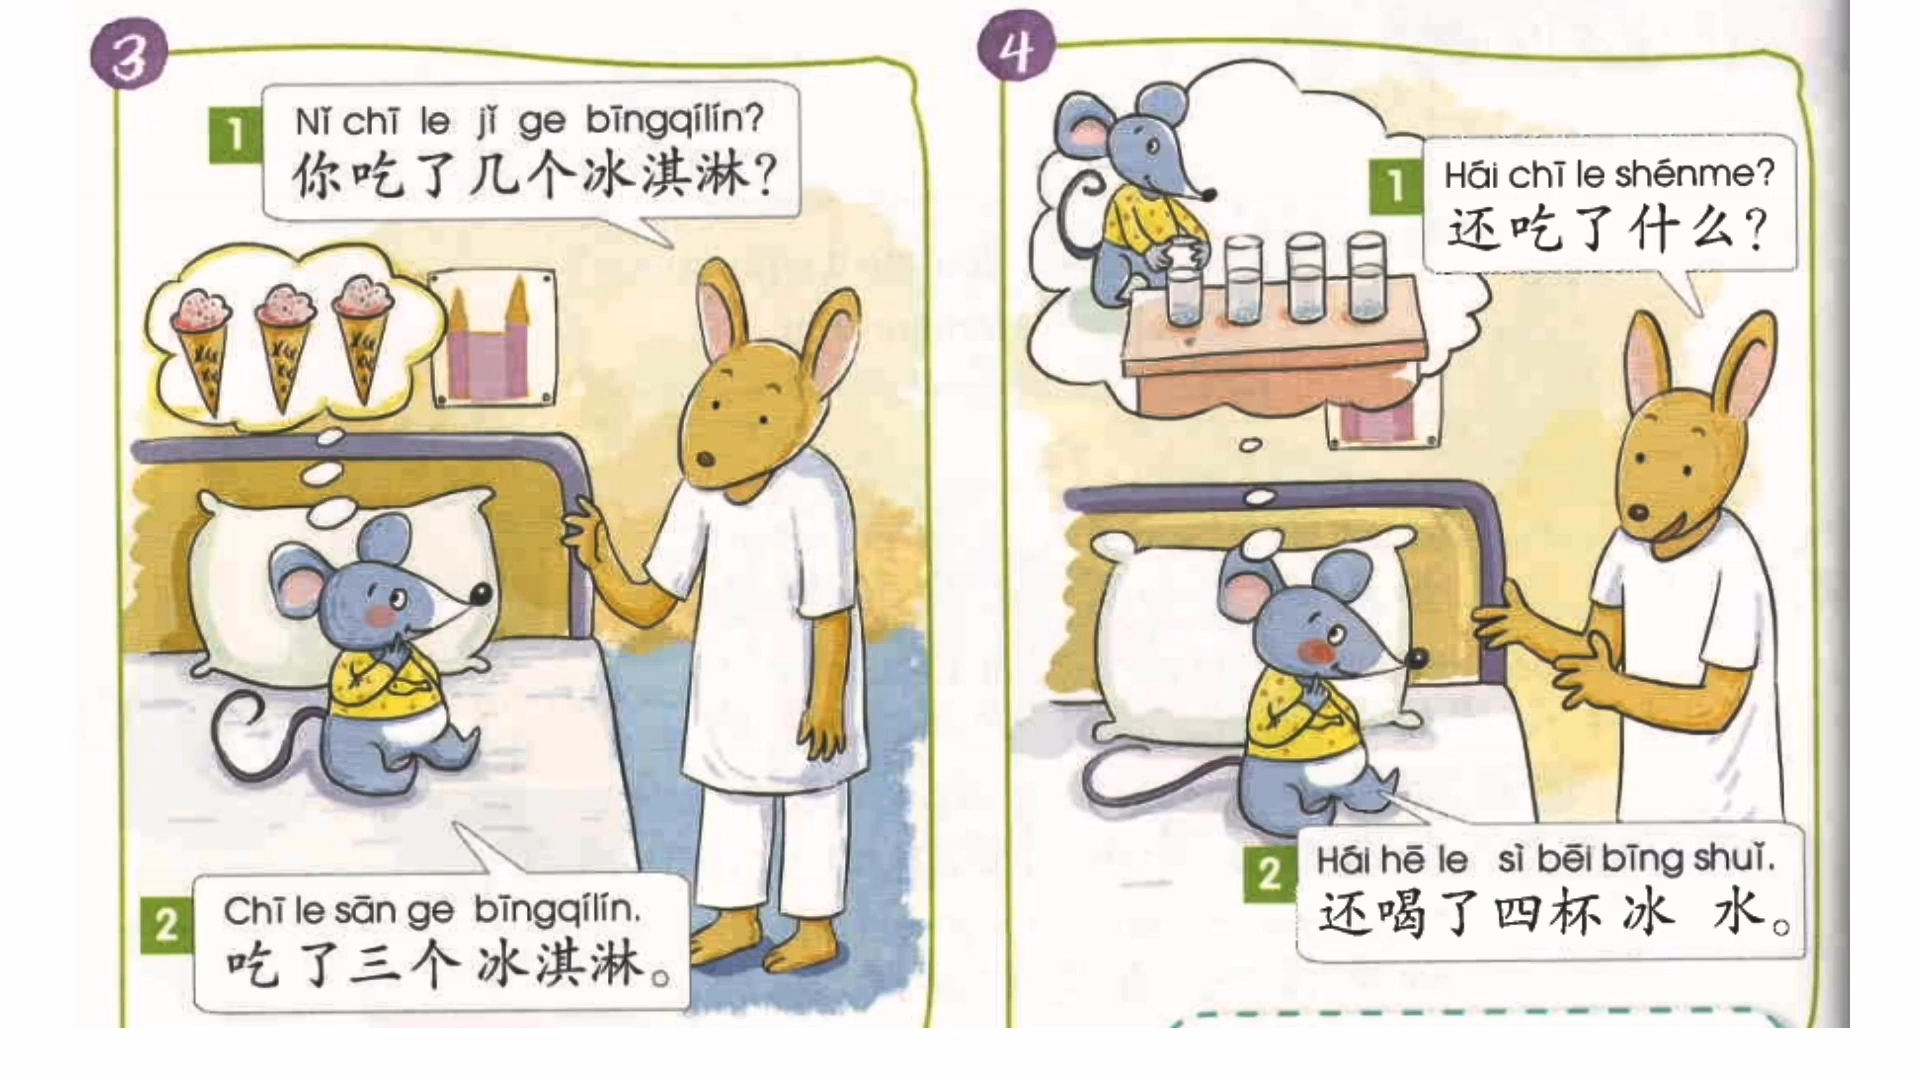 3
1
Nǐ chī le jǐ ge bīngqílín?
你吃了几个冰淇淋?
2
Chī le sān ge bīngqílín.
吃了三个冰淇淋。
4
1
Hái chī le shénme?
还吃了什么?
2
Hái hē le sì bēi bīng shuǐ.
还喝了四杯冰 水。